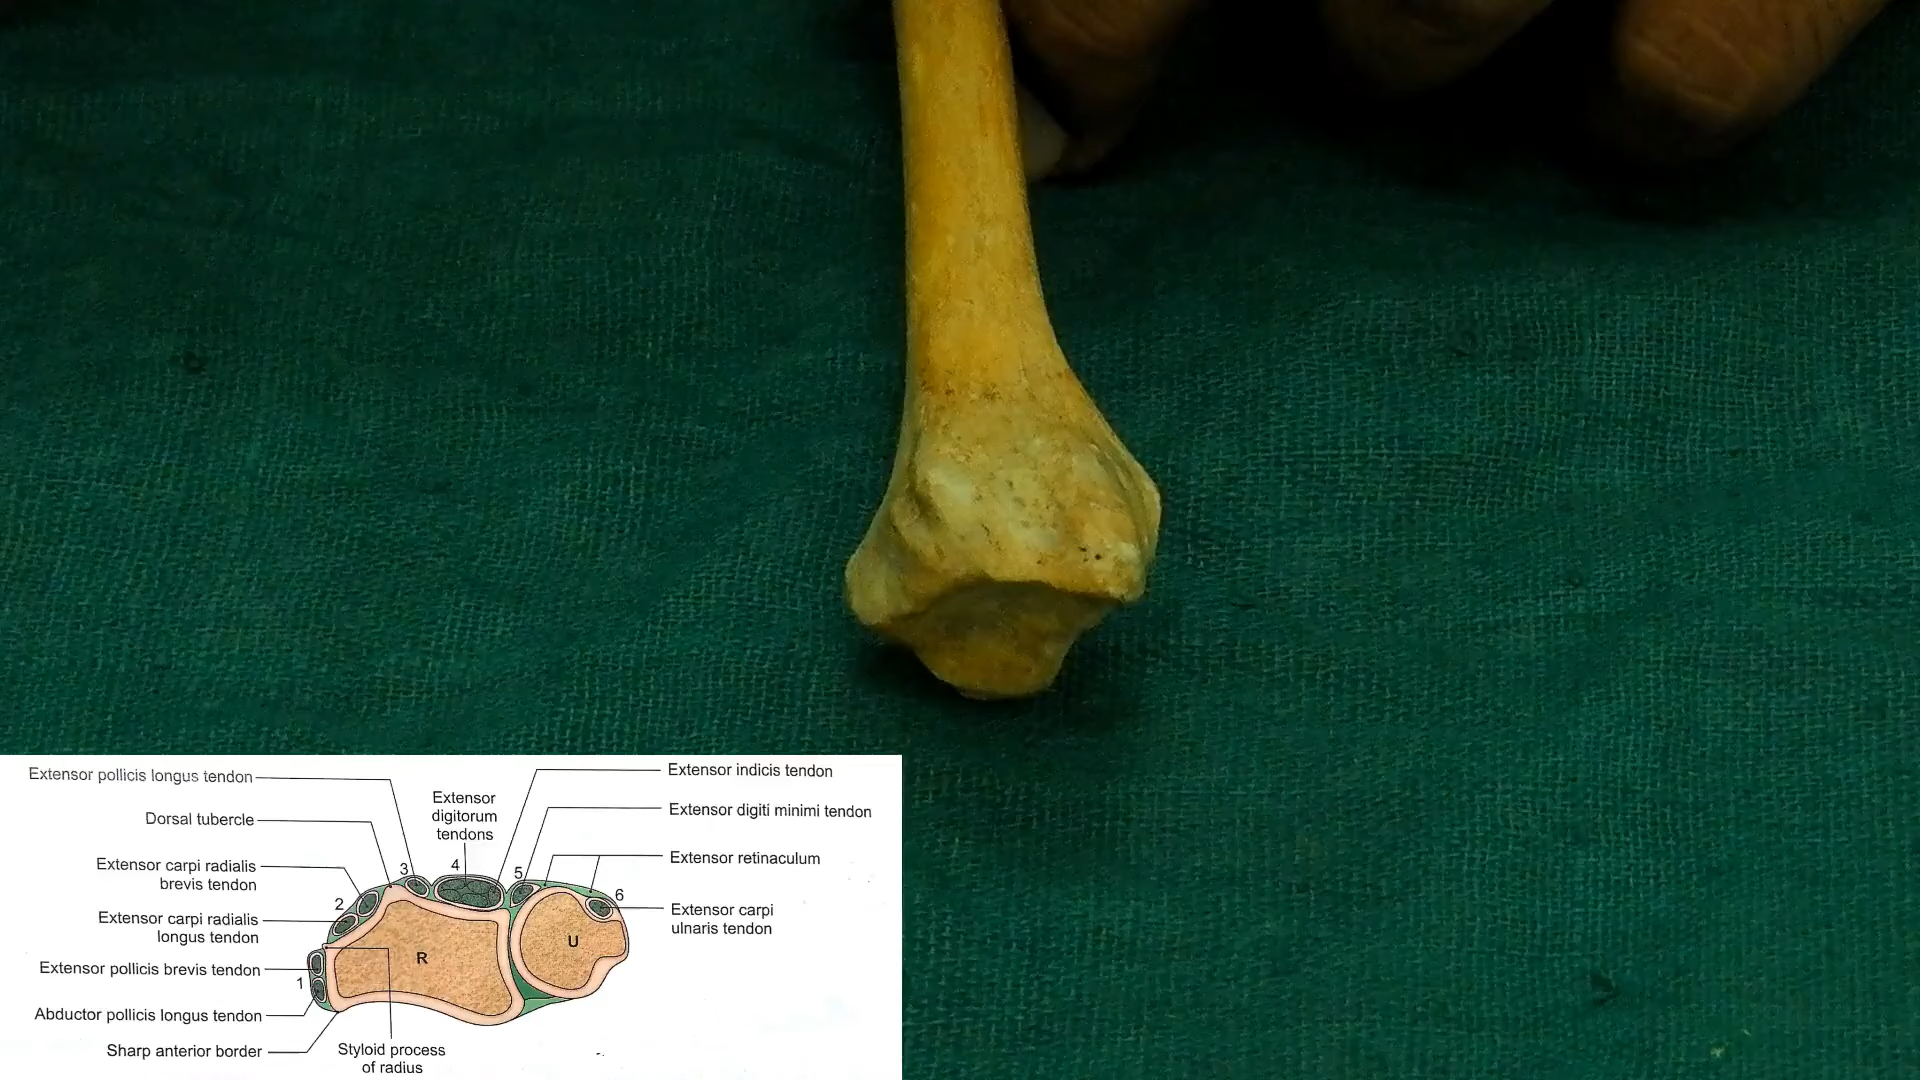 Extensor pollicis longus tendon
Dorsal tubercle
Extensor carpi radialis
brevis tendon
Extensor carpi radialis
longus tendon
Extensor pollicis brevis tendon
Abductor pollicis longus tendon
Sharp anterior border
Styloid process
of radius
Extensor
digitorum
tendons
1
2
3
4
5
6
R
U
Extensor indicis tendon
Extensor digiti minimi tendon
Extensor retinaculum
Extensor carpi
ulnaris tendon